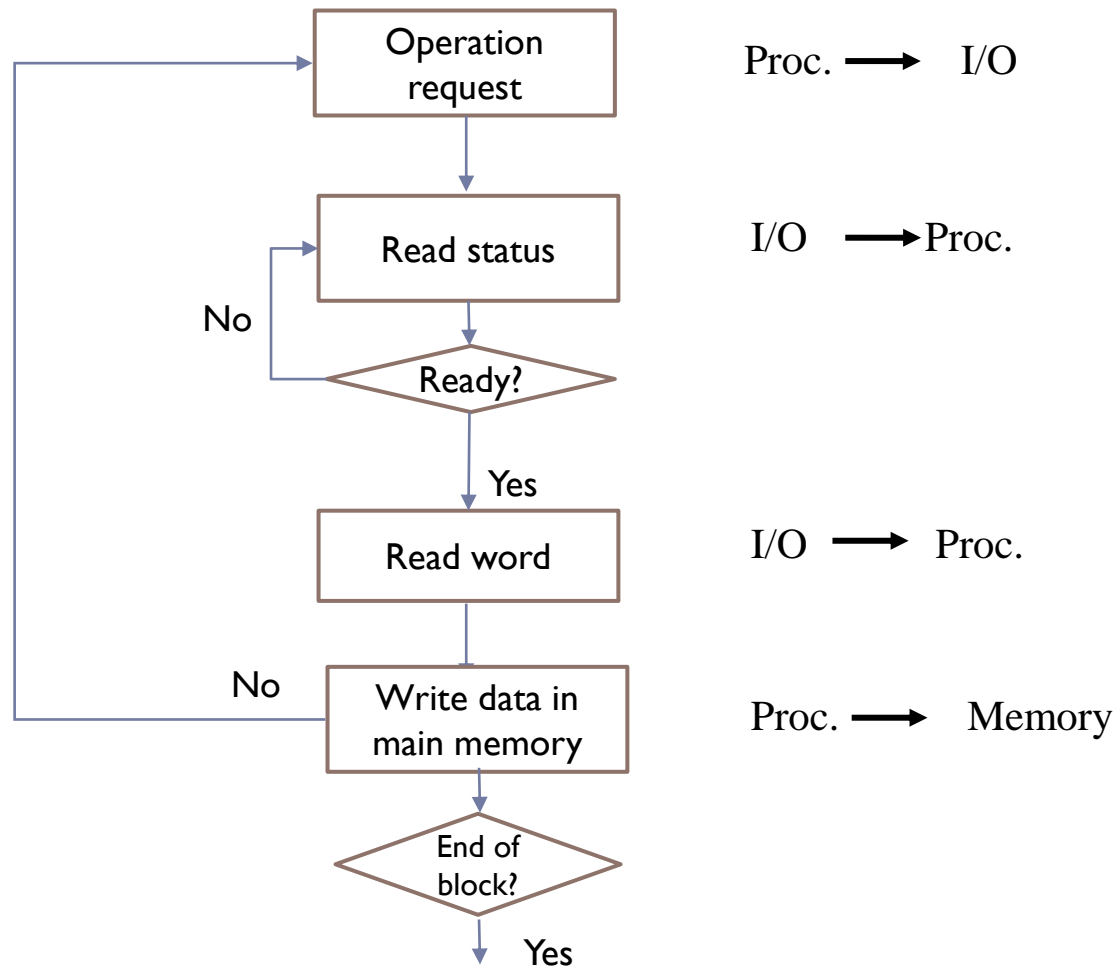 Operation
request
Proc. I/O
Read status
I/O Proc.
No
Ready?
Yes
Read word
I/O Proc.
No
Write data in
main memory
Proc. Memory
End of
block?
Yes